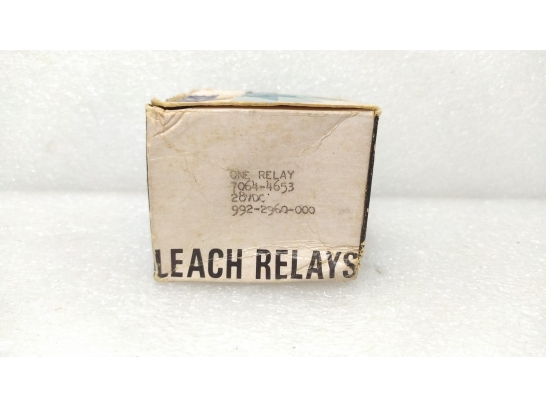 ONE RELAY
7064-4653
28VDC
992-2960-000
LEACH RELAYS